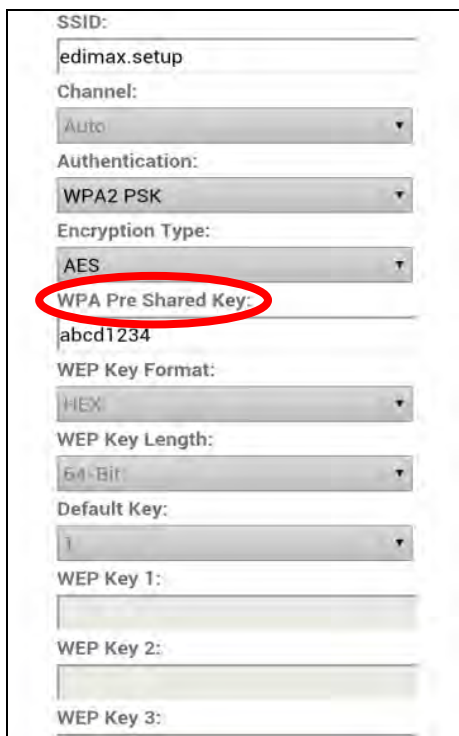 SSID:
edimax.setup
Channel:
Auto
Authentication:
WPA2 PSK
Encryption Type:
AES
WPA Pre Shared Key:
abcd1234
WEP Key Format:
HEX
WEP Key Length:
64-Bit
Default Key:
1
WEP Key 1:
WEP Key 2:
WEP Key 3: